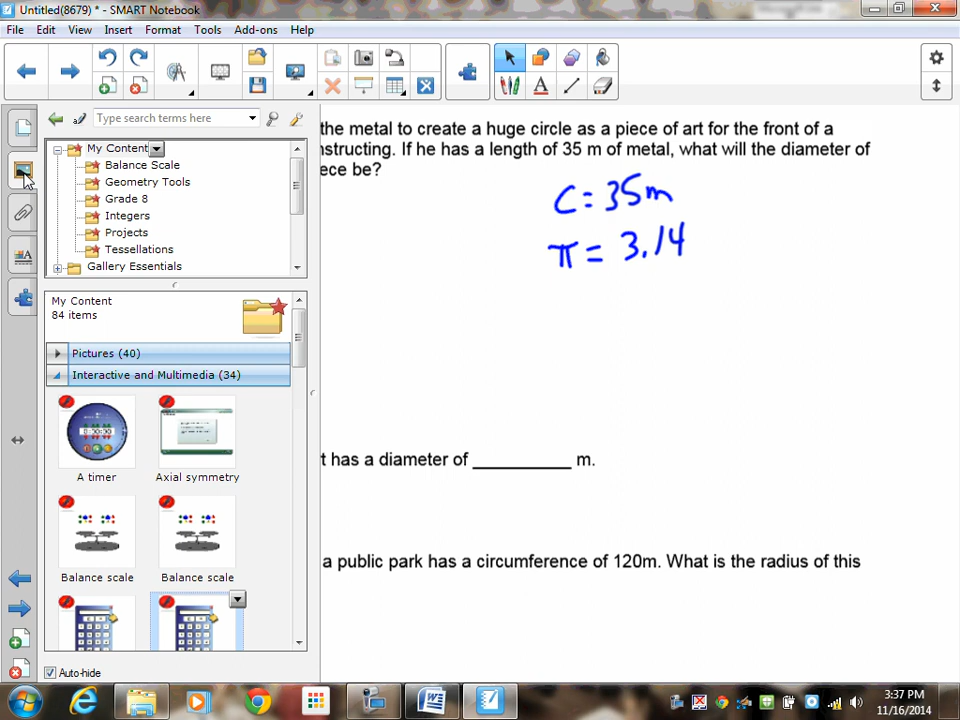 Untitled(8679) * - SMART Notebook
File Edit View Insert Format Tools Add-ons Help
Type search terms here
My Content
Balance Scale
Geometry Tools
Grade 8
Integers
Projects
Tessellations
Gallery Essentials
My Content
84 items
Pictures (40)
Interactive and Multimedia (34)
A timer
Axial symmetry
Balance scale
Balance scale
Auto-hide
the metal to create a huge circle as a piece of art for the front of a
nstructing. If he has a length of 35 m of metal, what will the diameter of
ece be?
C = 35m
π = 3.14
t has a diameter of __________ m.
a public park has a circumference of 120m. What is the radius of this
3:37 PM
11/16/2014